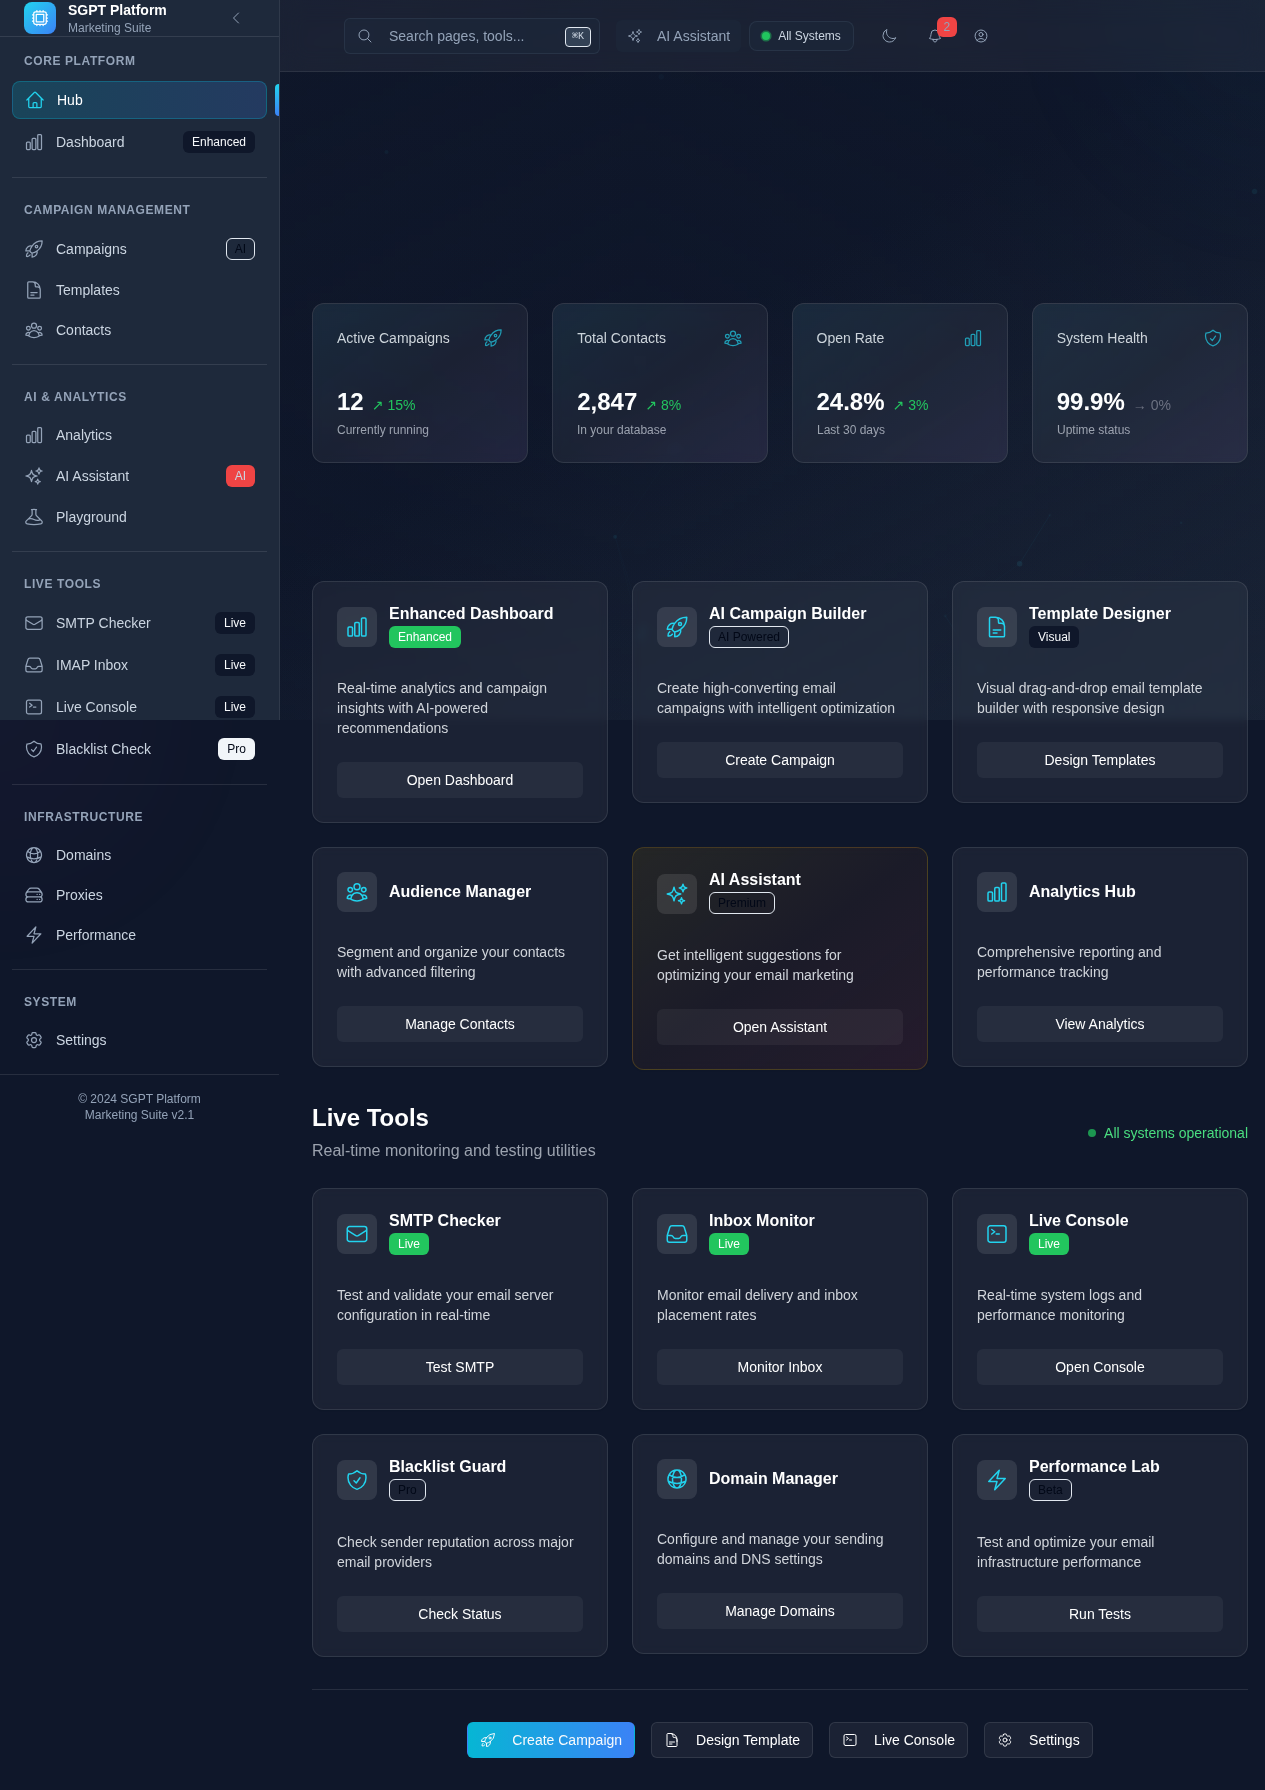 SGPT Platform
Marketing Suite
Search pages, tools...
⌘K
AI Assistant
All Systems
2
CORE PLATFORM
Hub
Dashboard
Enhanced
CAMPAIGN MANAGEMENT
Campaigns
AI
Templates
Contacts
AI & ANALYTICS
Analytics
AI Assistant
AI
Playground
LIVE TOOLS
SMTP Checker
Live
IMAP Inbox
Live
Live Console
Live
Blacklist Check
Pro
INFRASTRUCTURE
Domains
Proxies
Performance
SYSTEM
Settings
© 2024 SGPT Platform
Marketing Suite v2.1
Active Campaigns
12 ↗ 15%
Currently running
Total Contacts
2,847 ↗ 8%
In your database
Open Rate
24.8% ↗ 3%
Last 30 days
System Health
99.9% → 0%
Uptime status
Enhanced Dashboard
Enhanced
Real-time analytics and campaign
insights with AI-powered
recommendations
Open Dashboard
AI Campaign Builder
AI Powered
Create high-converting email
campaigns with intelligent optimization
Create Campaign
Template Designer
Visual
Visual drag-and-drop email template
builder with responsive design
Design Templates
Audience Manager
Segment and organize your contacts
with advanced filtering
Manage Contacts
AI Assistant
Premium
Get intelligent suggestions for
optimizing your email marketing
Open Assistant
Analytics Hub
Comprehensive reporting and
performance tracking
View Analytics
Live Tools
Real-time monitoring and testing utilities
All systems operational
SMTP Checker
Live
Test and validate your email server
configuration in real-time
Test SMTP
Inbox Monitor
Live
Monitor email delivery and inbox
placement rates
Monitor Inbox
Live Console
Live
Real-time system logs and
performance monitoring
Open Console
Blacklist Guard
Pro
Check sender reputation across major
email providers
Check Status
Domain Manager
Configure and manage your sending
domains and DNS settings
Manage Domains
Performance Lab
Beta
Test and optimize your email
infrastructure performance
Run Tests
Create Campaign
Design Template
Live Console
Settings